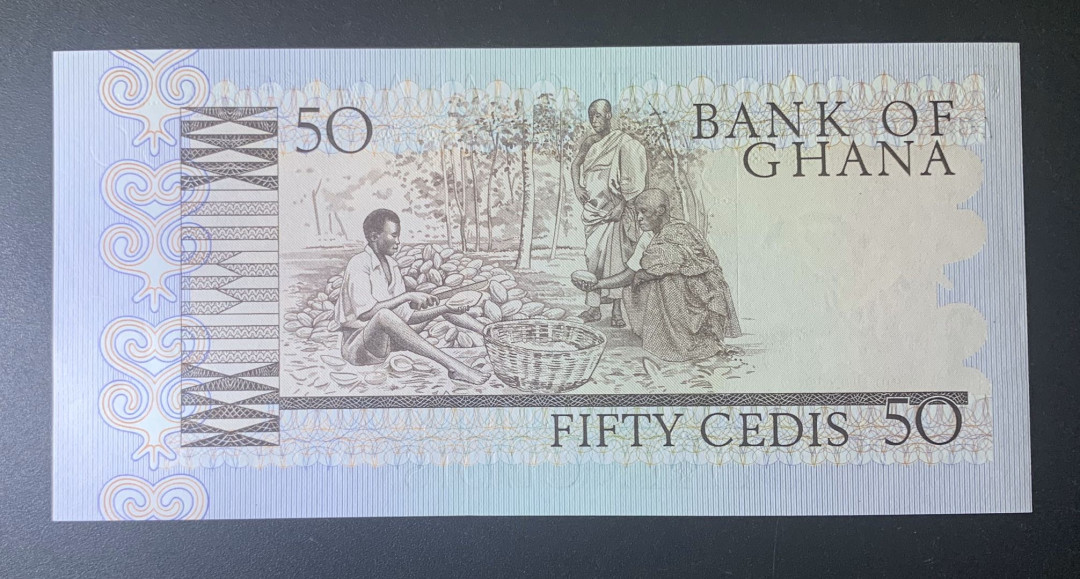 50
BANK OF
GHANA
FIFTY CEDIS 50